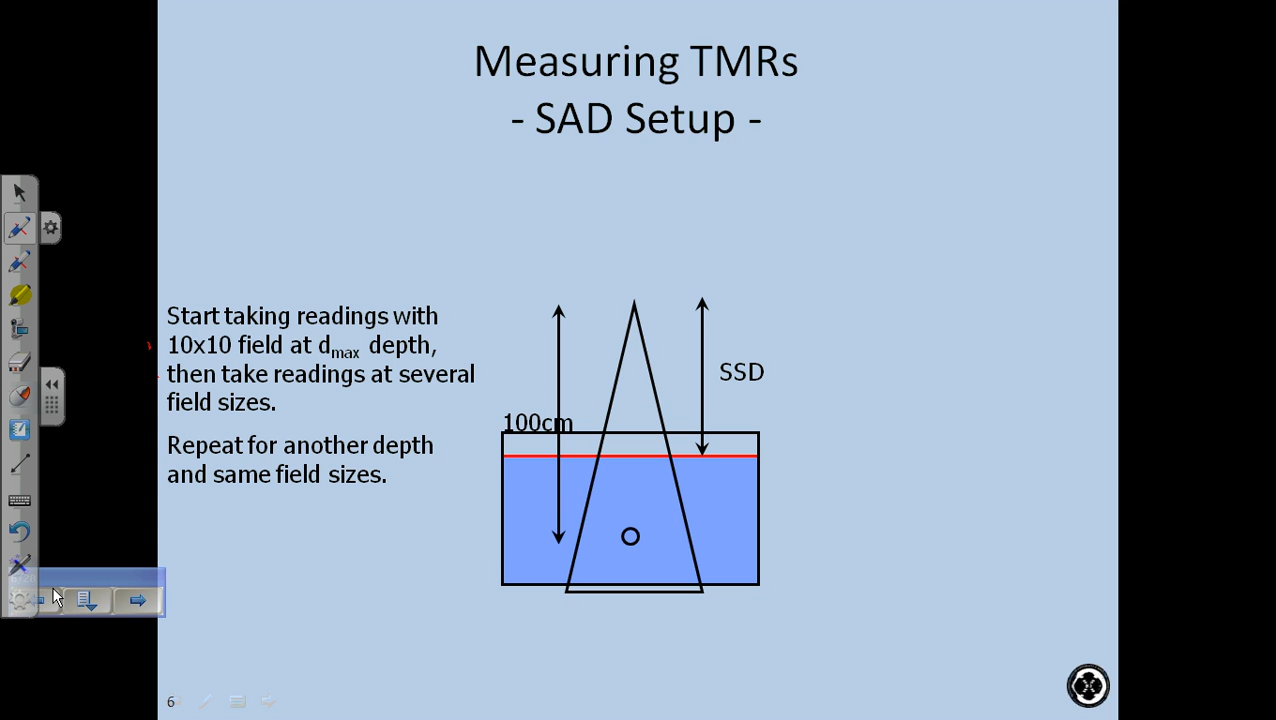 Measuring TMRs
- SAD Setup -
Start taking readings with
10x10 field at dmax depth,
then take readings at several
field sizes.
Repeat for another depth
and same field sizes.
SSD
100cm
6